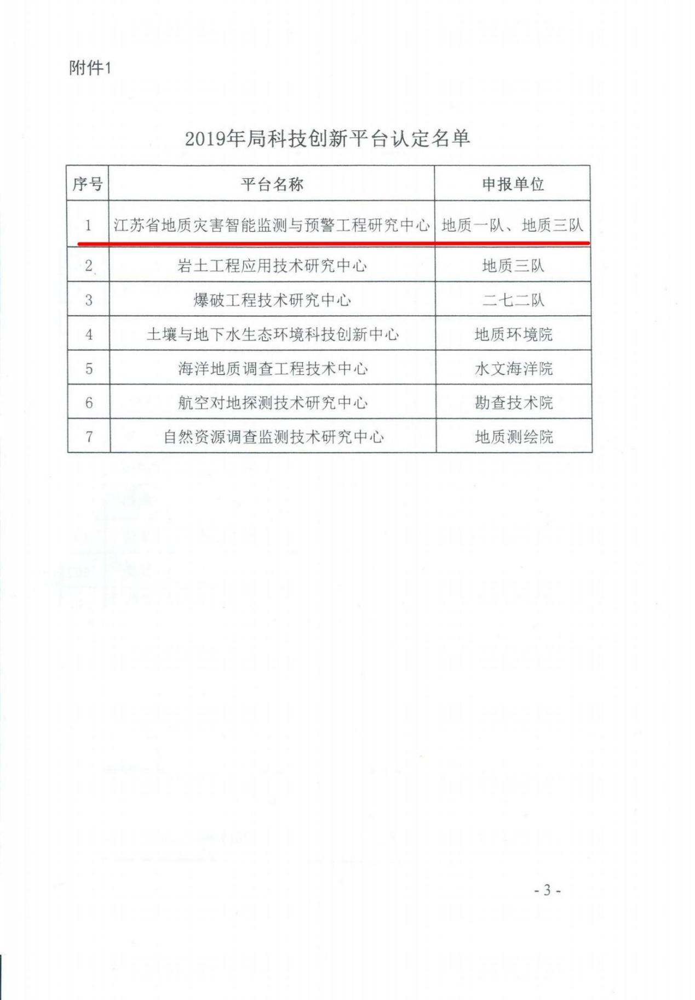 附件1
2019年局科技创新平台认定名单
序号 平台名称 申报单位
1 江苏省地质灾害智能监测与预警工程研究中心 地质一队、地质三队
2 岩土工程应用技术研究中心 地质三队
3 爆破工程技术研究中心 二七二队
4 土壤与地下水生态环境科技创新中心 地质环境院
5 海洋地质调查工程技术中心 水文海洋院
6 航空对地探测技术研究中心 勘查技术院
7 自然资源调查监测技术研究中心 地质测绘院
- 3 -